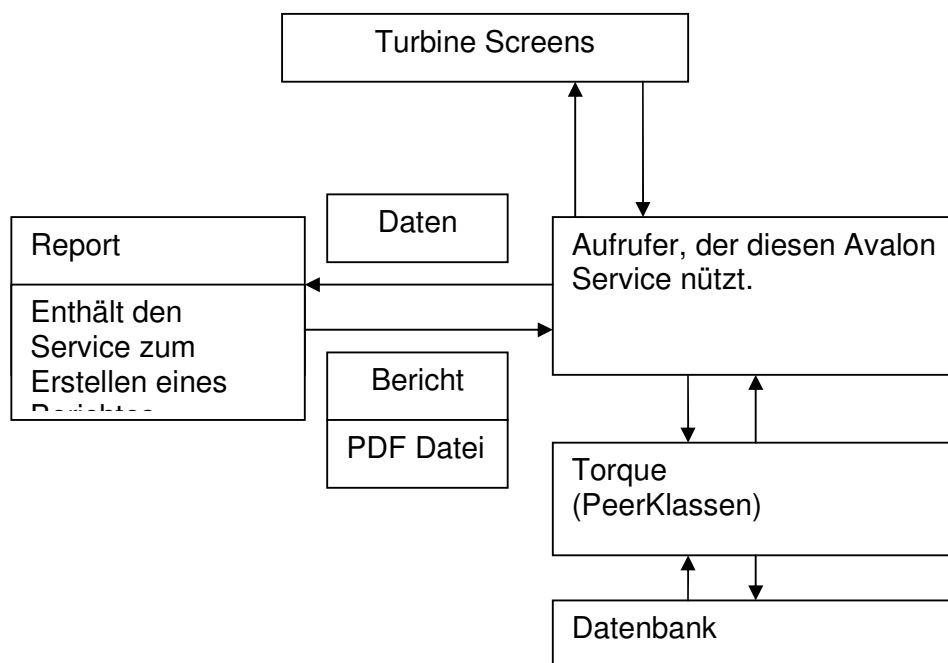 Turbine Screens
Daten
Report
Enthält den
Service zum
Erstellen eines
Aufrufer, der diesen Avalon
Service nützt.
Bericht
PDF Datei
Torque
(PeerKlassen)
Datenbank